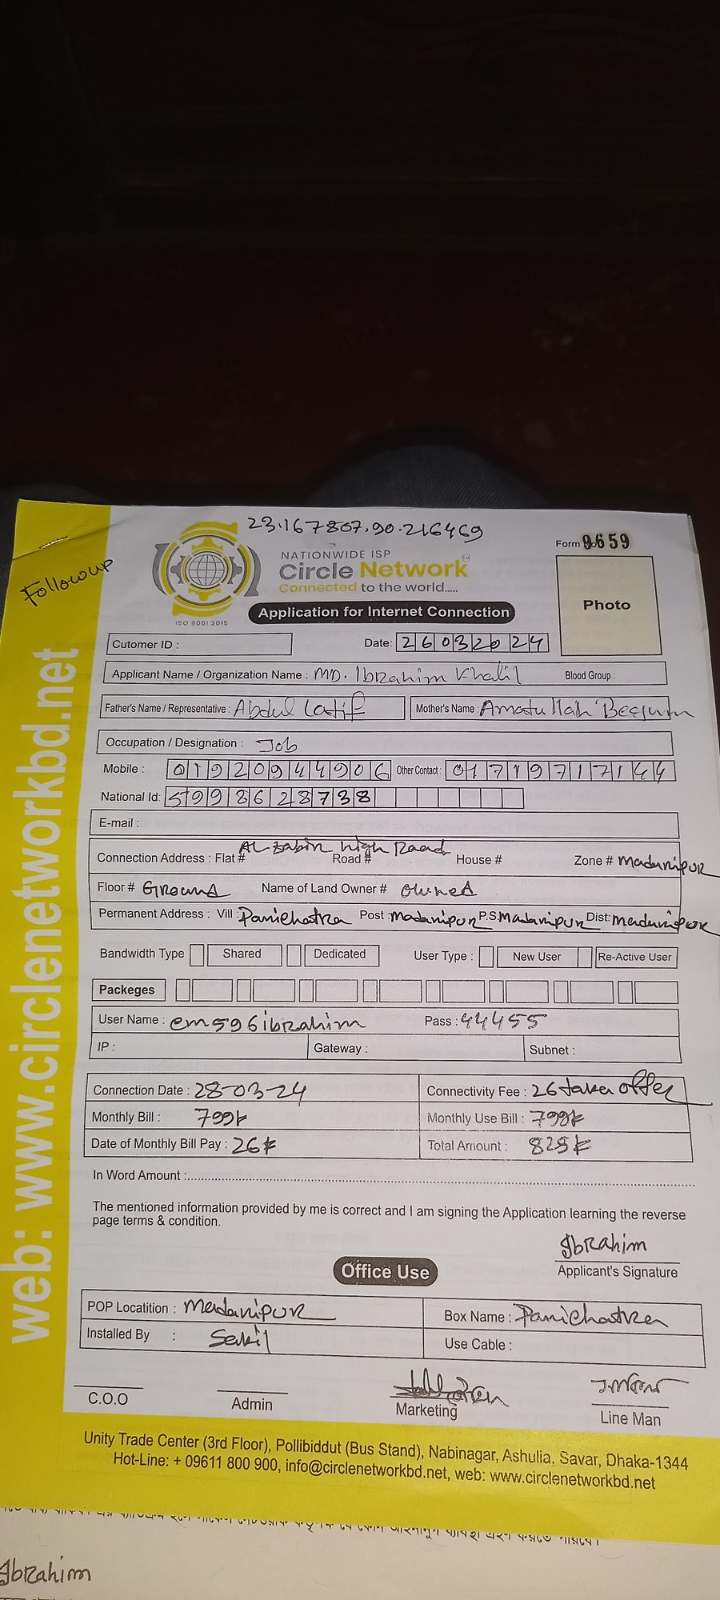 23.167807.90.216469
Followup
Form 9659
NATIONWIDE ISP
Circle Network
Connected to the world.....
ISO 9001:2015
Application for Internet Connection
Photo
Cutomer ID :
Date: 26032024
Applicant Name / Organization Name : MD. Ibrahim Khalil Blood Group :
Father's Name / Representative : Abdul Latif Mother's Name : Amatullah Begum
Occupation / Designation : Job
Mobile : 01920944906 Other Contact : 01719717144
National Id: 5998628738
E-mail :
Connection Address : Flat # Al-Zabin high Road Road # House # Zone # Madaripur
Floor # Ground Name of Land Owner # Owned
Permanent Address : Vill Panichatra Post : Madaripur P.S Madaripur Dist: Madaripur
Bandwidth Type Shared Dedicated User Type : New User Re-Active User
Packeges
User Name : em596ibrahim Pass : 44455
IP : Gateway : Subnet :
Connection Date : 28-03-24 Connectivity Fee : 26 taka offer
Monthly Bill : 799৳ Monthly Use Bill : 799৳
Date of Monthly Bill Pay : 26৳ Total Amount : 825৳
In Word Amount :
The mentioned information provided by me is correct and I am signing the Application learning the reverse
page terms & condition.
Ibrahim
Applicant's Signature
Office Use
POP Locatition : Madaripur Box Name : Panichatra
Installed By : Sakil Use Cable :
C.O.O Admin Marketing Line Man
Unity Trade Center (3rd Floor), Pollibiddut (Bus Stand), Nabinagar, Ashulia, Savar, Dhaka-1344
Hot-Line: + 09611 800 900, info@circlenetworkbd.net, web: www.circlenetworkbd.net
web: www.circlenetworkbd.net
Ibrahim